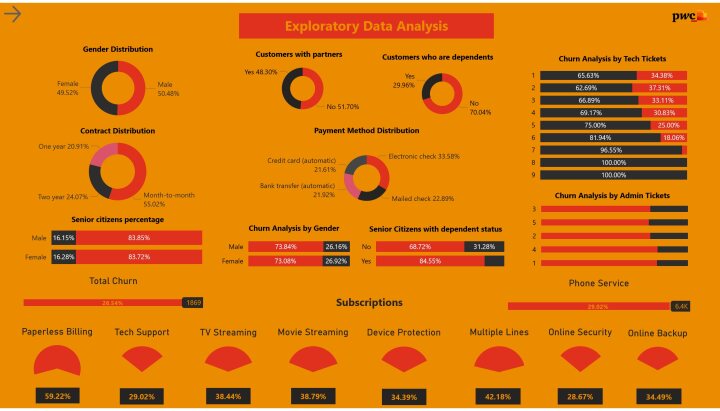 Exploratory Data Analysis
pwc
Gender Distribution
Female
49.52%
Male
50.48%
Customers with partners
Yes 48.30%
No 51.70%
Customers who are dependents
Yes
29.96%
No
70.04%
Churn Analysis by Tech Tickets
1 65.63% 34.38%
2 62.69% 37.31%
3 66.89% 33.11%
4 69.17% 30.83%
5 75.00% 25.00%
6 81.94% 18.06%
7 96.55%
8 100.00%
9 100.00%
Contract Distribution
One year 20.91%
Two year 24.07%
Month-to-month
55.02%
Payment Method Distribution
Credit card (automatic)
21.61%
Electronic check 33.58%
Bank transfer (automatic)
21.92%
Mailed check 22.89%
Churn Analysis by Admin Tickets
3
5
2
4
1
Senior citizens percentage
Male 16.15% 83.85%
Female 16.28% 83.72%
Churn Analysis by Gender
Male 73.84% 26.16%
Female 73.08% 26.92%
Senior Citizens with dependent status
No 68.72% 31.28%
Yes 84.55%
Total Churn
26.54% 1869
Phone Service
29.02% 6.4K
Subscriptions
Paperless Billing
59.22%
Tech Support
29.02%
TV Streaming
38.44%
Movie Streaming
38.79%
Device Protection
34.39%
Multiple Lines
42.18%
Online Security
28.67%
Online Backup
34.49%